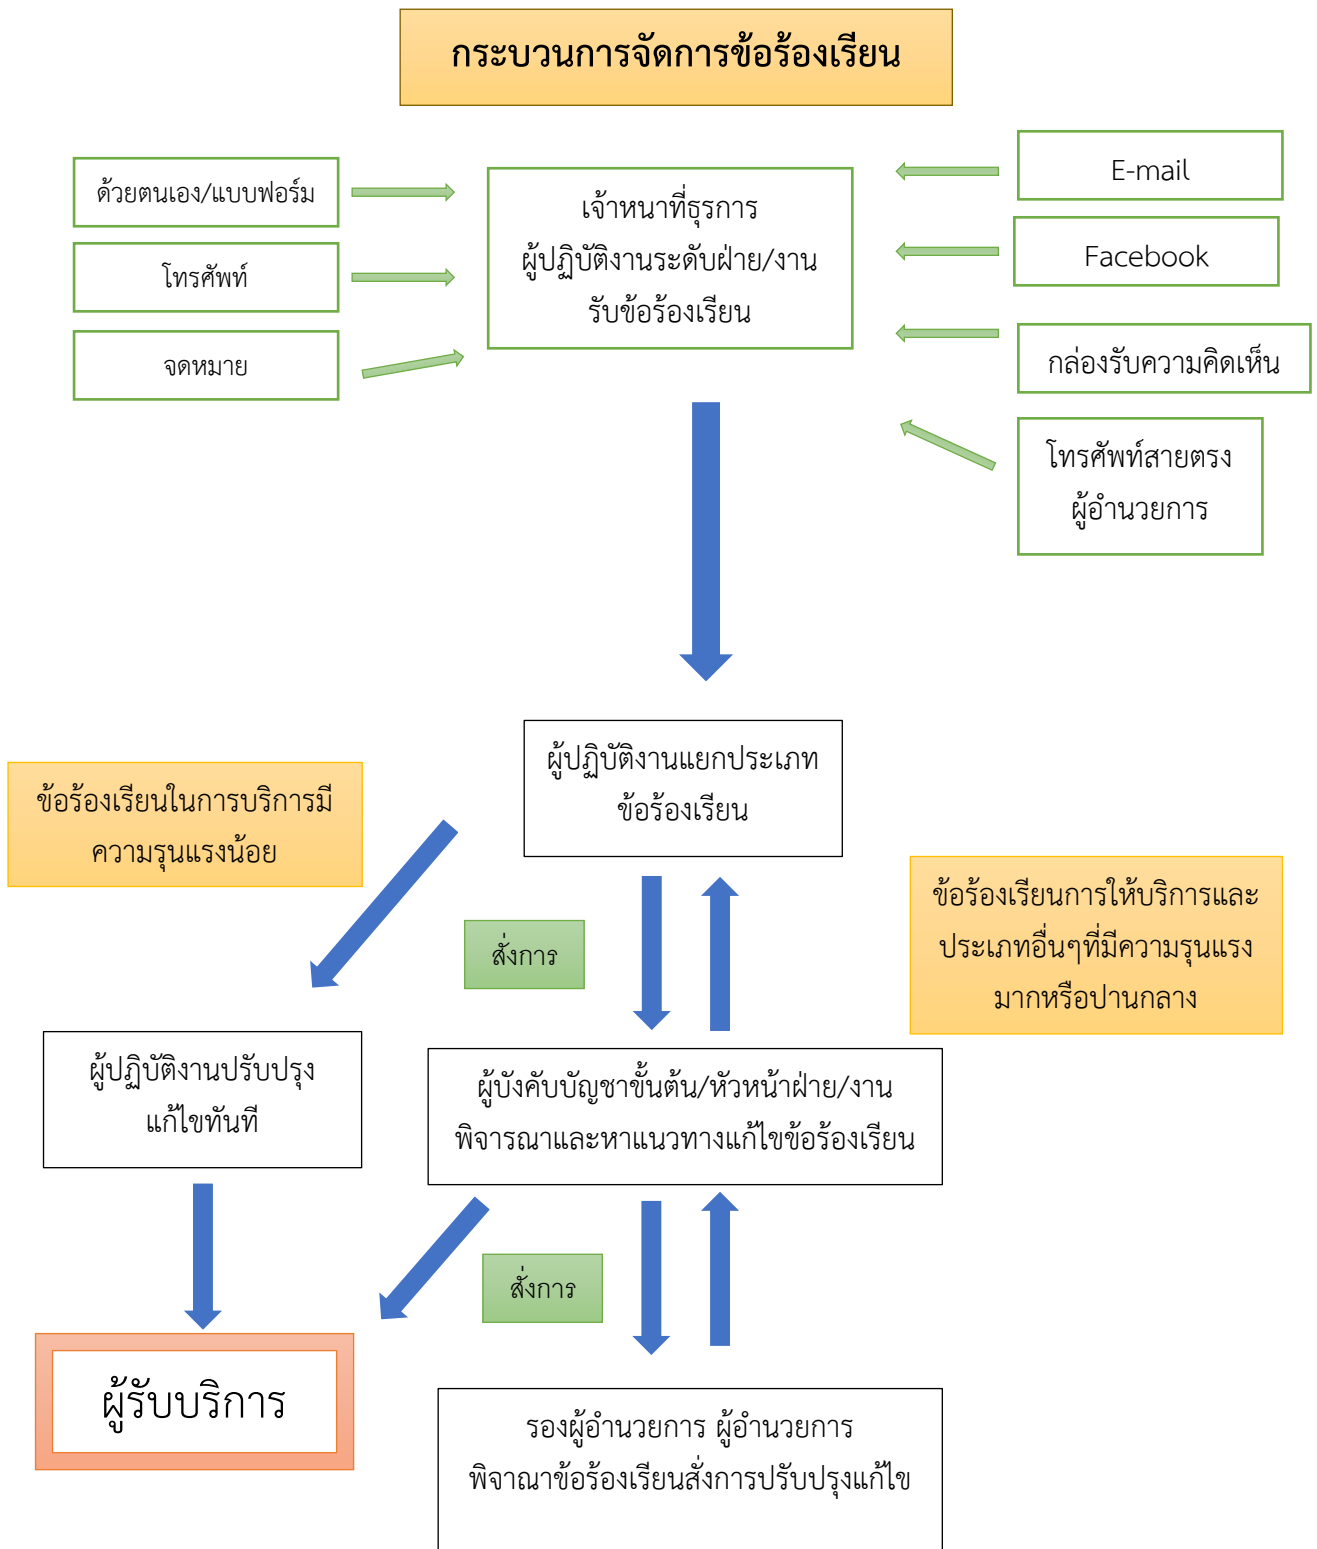 กระบวนการจัดการข้อร้องเรียน
ด้วยตนเอง/แบบฟอร์ม
โทรศัพท์
จดหมาย
เจ้าหนาที่ธุรการ
ผู้ปฏิบัติงานระดับฝ่าย/งาน
รับข้อร้องเรียน
E-mail
Facebook
กล่องรับความคิดเห็น
โทรศัพท์สายตรง
ผู้อำนวยการ
ผู้ปฏิบัติงานแยกประเภท
ข้อร้องเรียน
ข้อร้องเรียนในการบริการมี
ความรุนแรงน้อย
สั่งการ
ข้อร้องเรียนการให้บริการและ
ประเภทอื่นๆที่มีความรุนแรง
มากหรือปานกลาง
ผู้ปฏิบัติงานปรับปรุง
แก้ไขทันที
ผู้บังคับบัญชาขั้นต้น/หัวหน้าฝ่าย/งาน
พิจารณาและหาแนวทางแก้ไขข้อร้องเรียน
สั่งการ
ผู้รับบริการ
รองผู้อำนวยการ ผู้อำนวยการ
พิจาณาข้อร้องเรียนสั่งการปรับปรุงแก้ไข